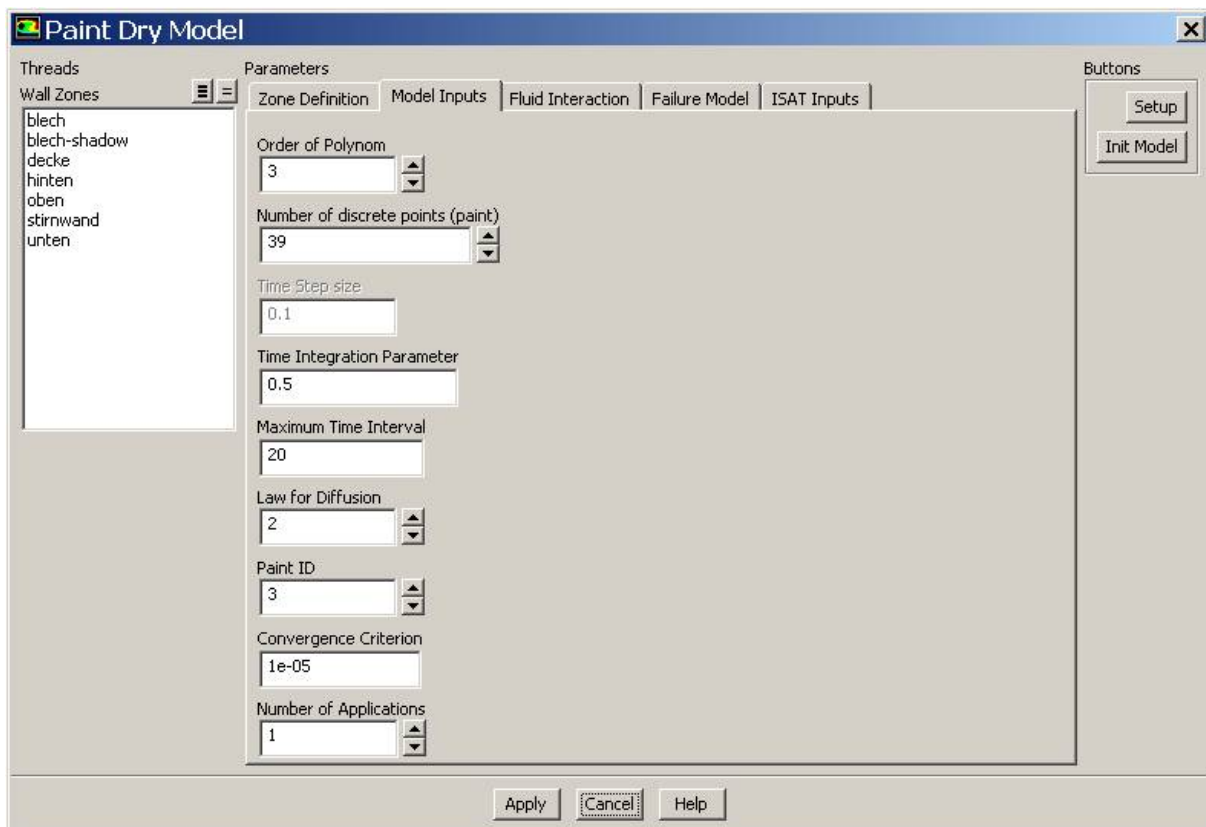 Paint Dry Model
Threads
Wall Zones
blech
blech-shadow
decke
hinten
oben
stirnwand
unten
Parameters
Zone Definition Model Inputs Fluid Interaction Failure Model ISAT Inputs
Order of Polynom
3
Number of discrete points (paint)
39
Time Step size
0.1
Time Integration Parameter
0.5
Maximum Time Interval
20
Law for Diffusion
2
Paint ID
3
Convergence Criterion
1e-05
Number of Applications
1
Buttons
Setup
Init Model
Apply Cancel Help